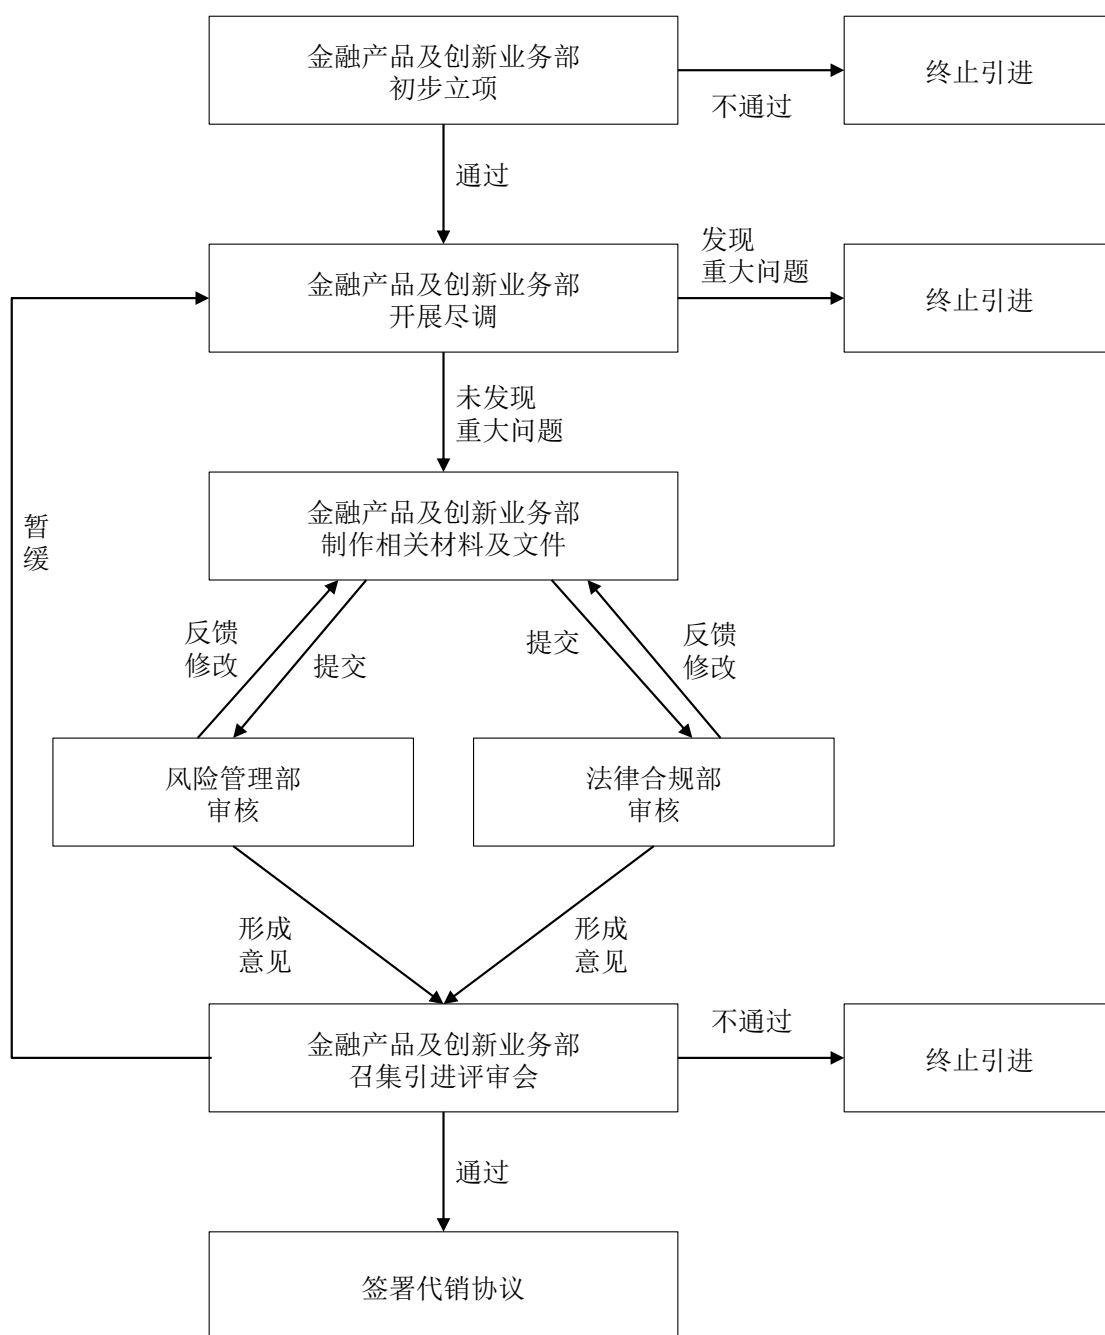 金融产品及创新业务部
初步立项
不通过
终止引进
通过
发现
重大问题
金融产品及创新业务部
开展尽调
终止引进
未发现
重大问题
暂
缓
金融产品及创新业务部
制作相关材料及文件
反馈
修改
提交
提交
反馈
修改
风险管理部
审核
法律合规部
审核
形成
意见
形成
意见
金融产品及创新业务部
召集引进评审会
不通过
终止引进
通过
签署代销协议